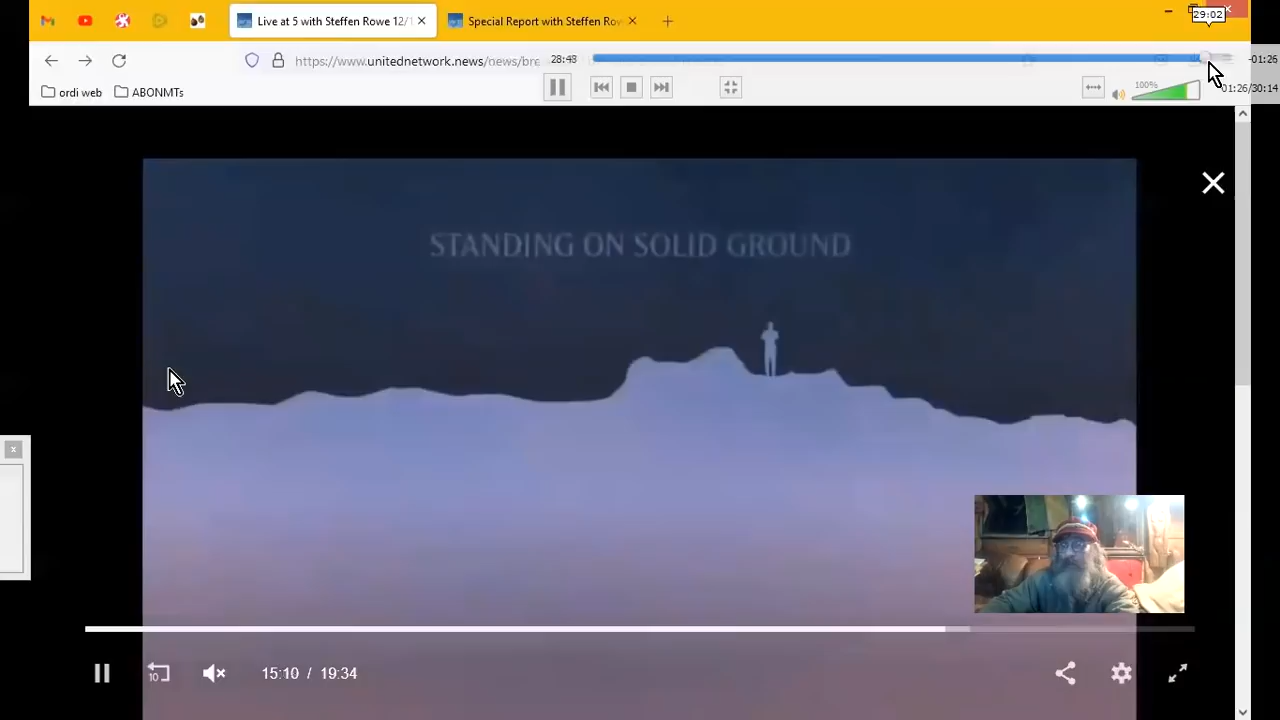 Live at 5 with Steffen Rowe 12/1
Special Report with Steffen Row
29:02
28:48
-01:26
https://www.unitednetwork.news/news/bre
ordi web
ABONMTs
100%
01:26/30:14
STANDING ON SOLID GROUND
x
10
15:10 / 19:34